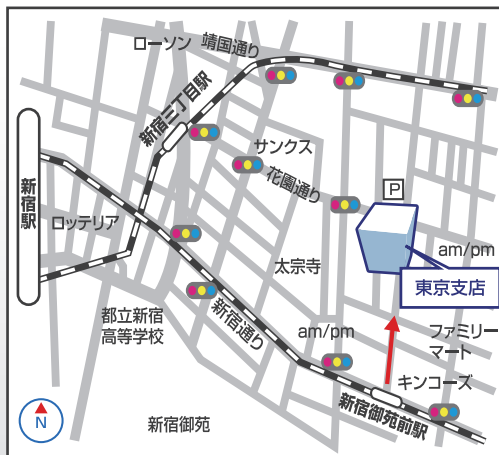 ローソン
靖国通り
新宿三丁目駅
サンクス
花園通り
P
新宿駅
ロッテリア
太宗寺
am/pm
東京支店
都立新宿
高等学校
新宿通り
am/pm
ファミリー
マート
キンコーズ
新宿御苑前駅
新宿御苑
N